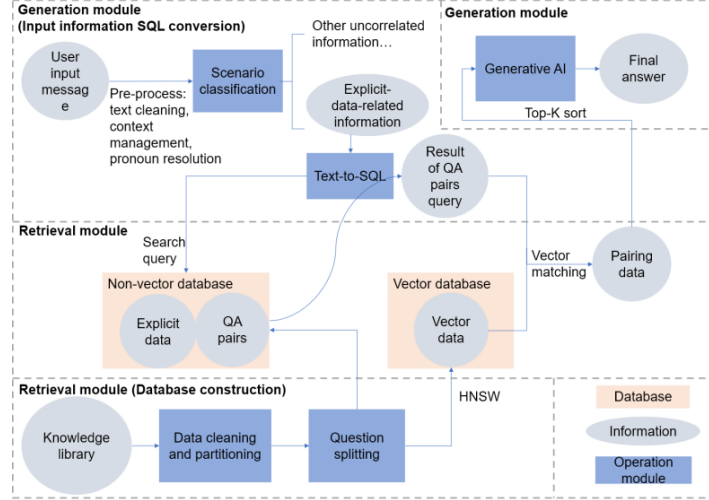 Generation module
(Input information SQL conversion)
User
input
messag
e
Pre-process:
text cleaning,
context
management,
pronoun resolution
Scenario
classification
Other uncorrelated
information…
Explicit-
data-related
information
Text-to-SQL
Result
of QA
pairs
query
Generation module
Generative AI
Final
answer
Top-K sort
Retrieval module
Search
query
Non-vector database
Explicit
data
QA
pairs
Vector database
Vector
data
Vector
matching
Pairing
data
Retrieval module (Database construction)
Knowledge
library
Data cleaning
and partitioning
Question
splitting
HNSW
Database
Information
Operation
module